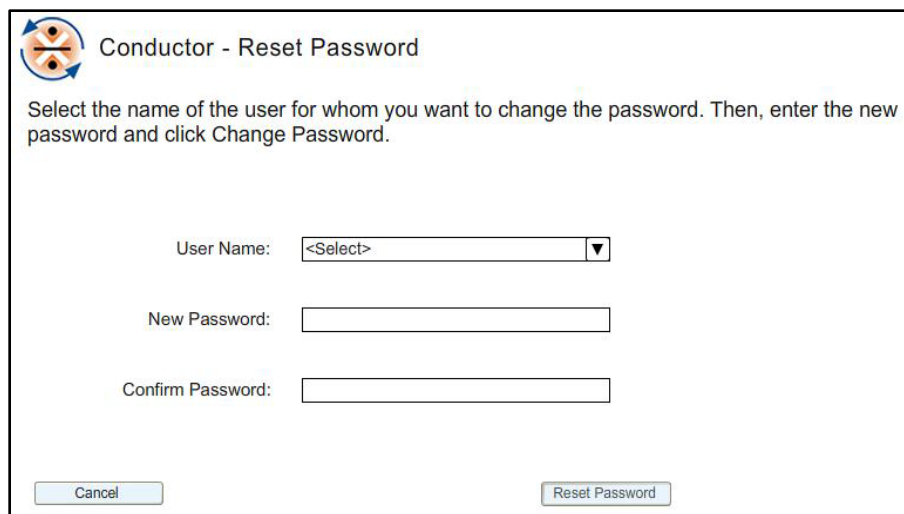 Conductor - Reset Password
Select the name of the user for whom you want to change the password. Then, enter the new
password and click Change Password.
User Name: <Select>
New Password:
Confirm Password:
Cancel Reset Password